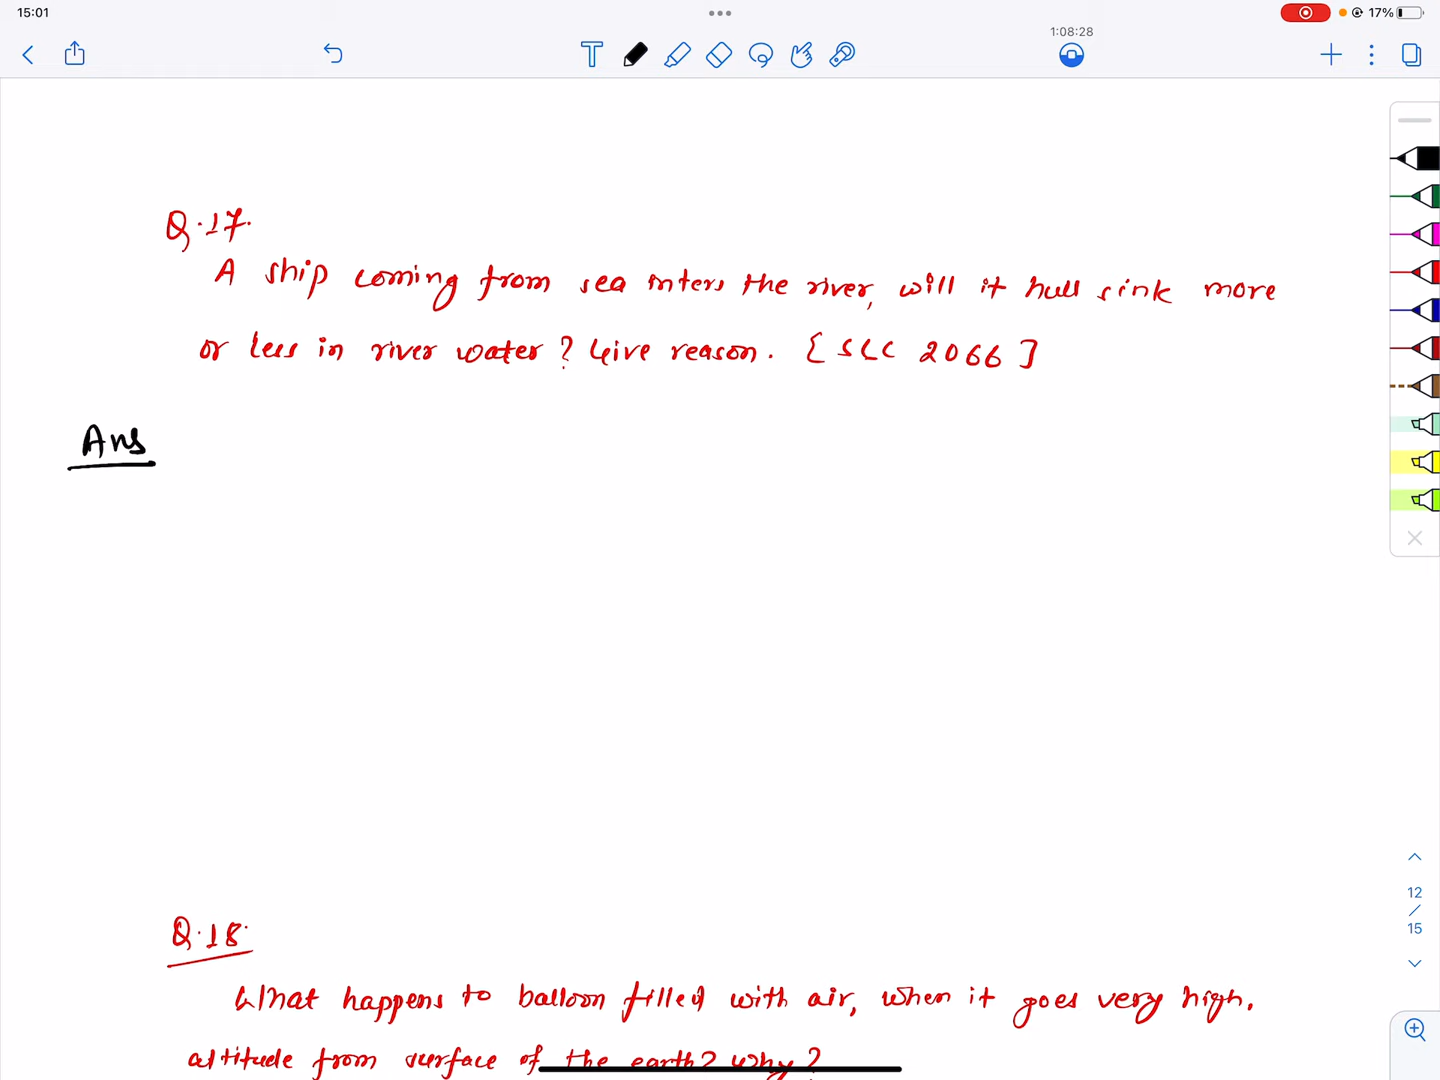 15:01
17%
1:08:28
Q.17.
A ship coming from sea inters the river, will it hull sink more
or less in river water? Give reason. [SLC 2066]
Ans
12
/
15
Q.18.
What happens to balloon filled with air, when it goes very high.
altitude from surface of the earth? why?